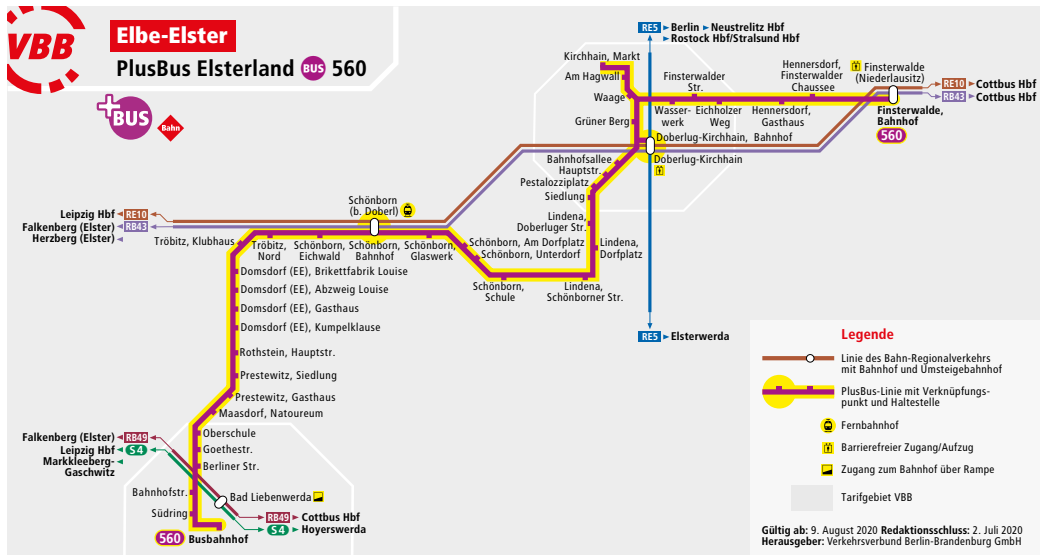 VBB
Elbe-Elster
PlusBus Elsterland BUS 560
+BUS
Bahn
RE5 Berlin Neustrelitz Hbf
Rostock Hbf/Stralsund Hbf
Kirchhain, Markt
Am Hagwall
Waage
Grüner Berg
Finsterwalder
Str.
Wasser-
werk
Eichholzer
Weg
Hennersdorf,
Finsterwalder
Chaussee
Hennersdorf,
Gasthaus
Finsterwalde
(Niederlausitz)
RE10 Cottbus Hbf
RB43 Cottbus Hbf
Finsterwalde,
Bahnhof
560
Doberlug-Kirchhain, Bahnhof
Doberlug-Kirchhain
Bahnhofsallee
Hauptstr.
Pestalozziplatz
Siedlung
Lindena,
Doberluger Str.
Lindena,
Dorfplatz
Lindena,
Schönborner Str.
Schönborn,
Schule
Schönborn, Am Dorfplatz
Schönborn, Unterdorf
Schönborn
(b. Doberl)
Leipzig Hbf RE10
Falkenberg (Elster) RB43
Herzberg (Elster)
Tröbitz, Klubhaus
Tröbitz,
Nord
Schönborn,
Eichwald
Schönborn,
Bahnhof
Schönborn,
Glaswerk
Domsdorf (EE), Brikettfabrik Louise
Domsdorf (EE), Abzweig Louise
Domsdorf (EE), Gasthaus
Domsdorf (EE), Kumpelklause
Rothstein, Hauptstr.
Prestewitz, Siedlung
Prestewitz, Gasthaus
Maasdorf, Natoureum
RE5 Elsterwerda
Oberschule
Goethestr.
Berliner Str.
Falkenberg (Elster) RB49
Leipzig Hbf S4
Markkleeberg-
Gaschwitz
Bahnhofstr.
Bad Liebenwerda
Südring
RB49 Cottbus Hbf
S4 Hoyerswerda
560 Busbahnhof
Legende
Linie des Bahn-Regionalverkehrs
mit Bahnhof und Umsteigebahnhof
PlusBus-Linie mit Verknüpfungs-
punkt und Haltestelle
Fernbahnhof
Barrierefreier Zugang/Aufzug
Zugang zum Bahnhof über Rampe
Tarifgebiet VBB
Gültig ab: 9. August 2020 Redaktionsschluss: 2. Juli 2020
Herausgeber: Verkehrsverbund Berlin-Brandenburg GmbH